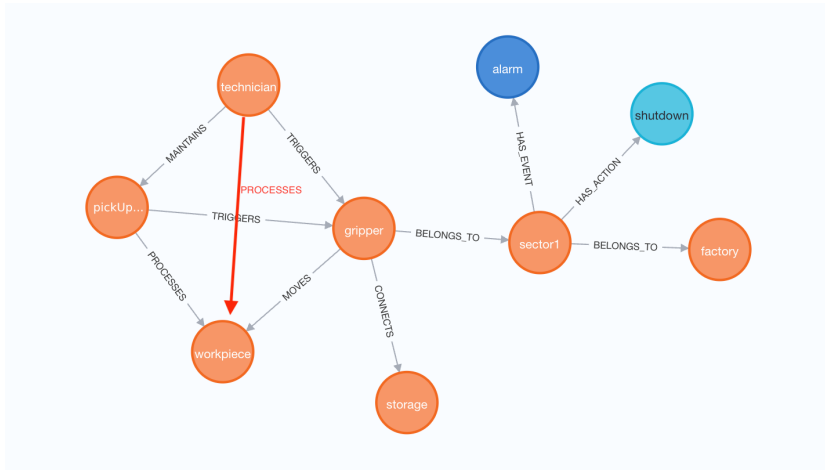 alarm
technician
shutdown
MAINTAINS
TRIGGERS
HAS_EVENT
HAS_ACTION
PROCESSES
pickUp...
TRIGGERS
gripper
BELONGS_TO
sector1
BELONGS_TO
factory
PROCESSES
MOVES
CONNECTS
workpiece
storage